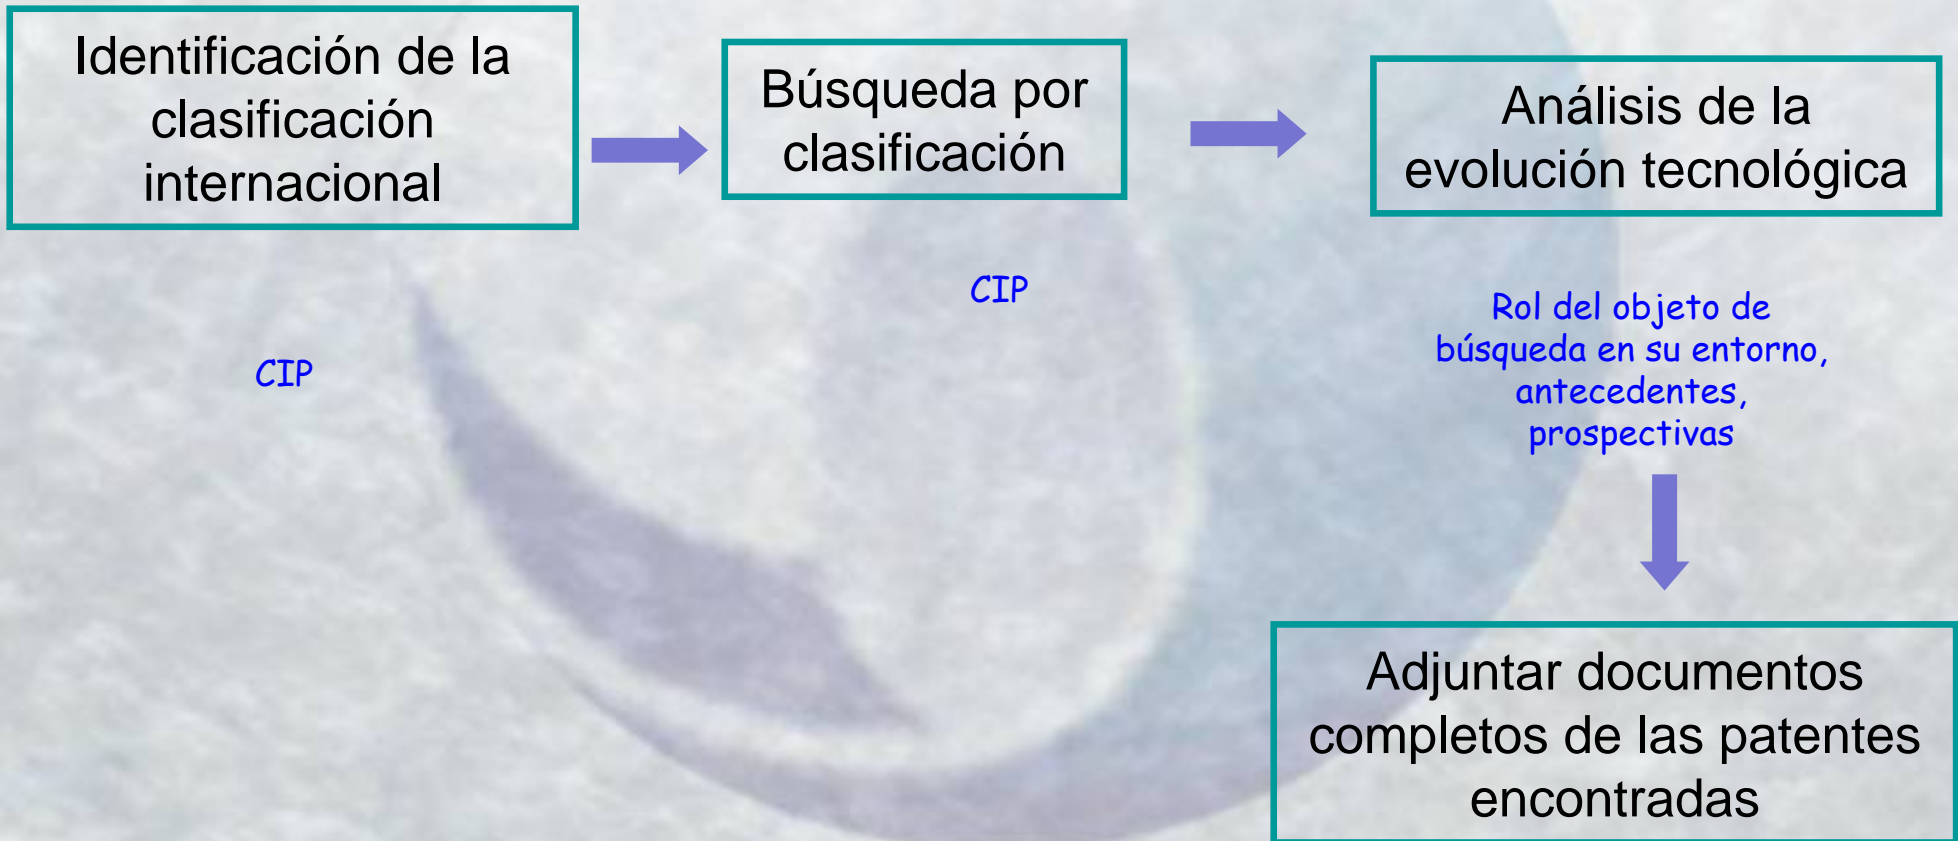 Identificación de la
clasificación
internacional
CIP
Búsqueda por
clasificación
CIP
Análisis de la
evolución tecnológica
Rol del objeto de
búsqueda en su entorno,
antecedentes,
prospectivas
Adjuntar documentos
completos de las patentes
encontradas